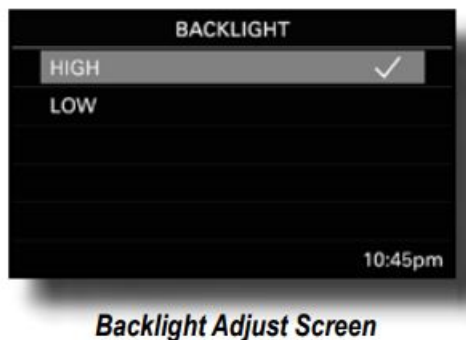 BACKLIGHT
HIGH
LOW
10:45pm
Backlight Adjust Screen